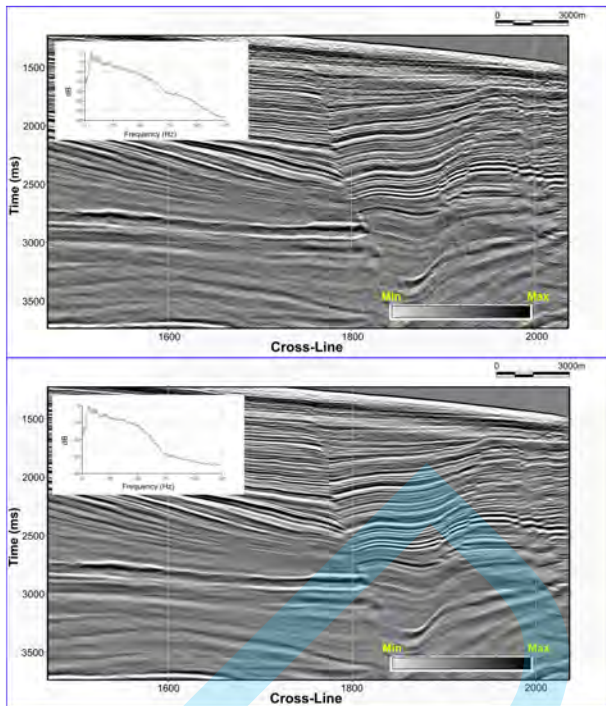 0 3000m
1500
2000
2500
3000
3500
Time (ms)
dB
Frequency (Hz)
Min Max
1600 1800 2000
Cross-Line
0 3000m
1500
2000
2500
3000
3500
Time (ms)
dB
Frequency (Hz)
Min Max
1600 1800 2000
Cross-Line